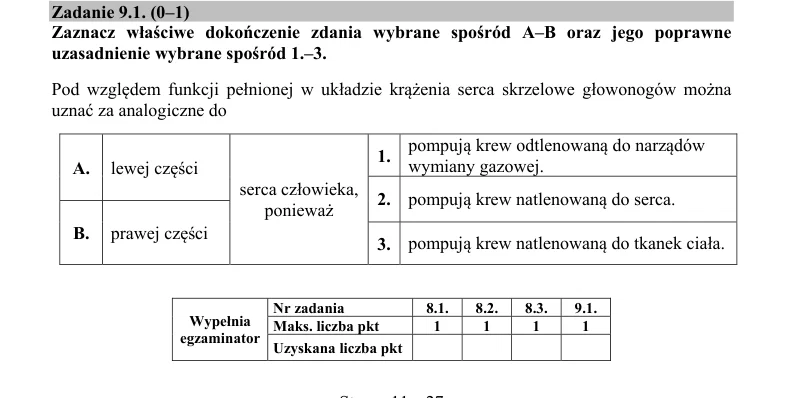 Zadanie 9.1. (0–1)
Zaznacz właściwe dokończenie zdania wybrane spośród A–B oraz jego poprawne
uzasadnienie wybrane spośród 1.–3.
Pod względem funkcji pełnionej w układzie krążenia serca skrzelowe głowonogów można
uznać za analogiczne do
A. lewej części
B. prawej części
serca człowieka,
ponieważ
1. pompują krew odtlenowaną do narządów
wymiany gazowej.
2. pompują krew natlenowaną do serca.
3. pompują krew natlenowaną do tkanek ciała.
Wypełnia
egzaminator
Nr zadania 8.1. 8.2. 8.3. 9.1.
Maks. liczba pkt 1 1 1 1
Uzyskana liczba pkt